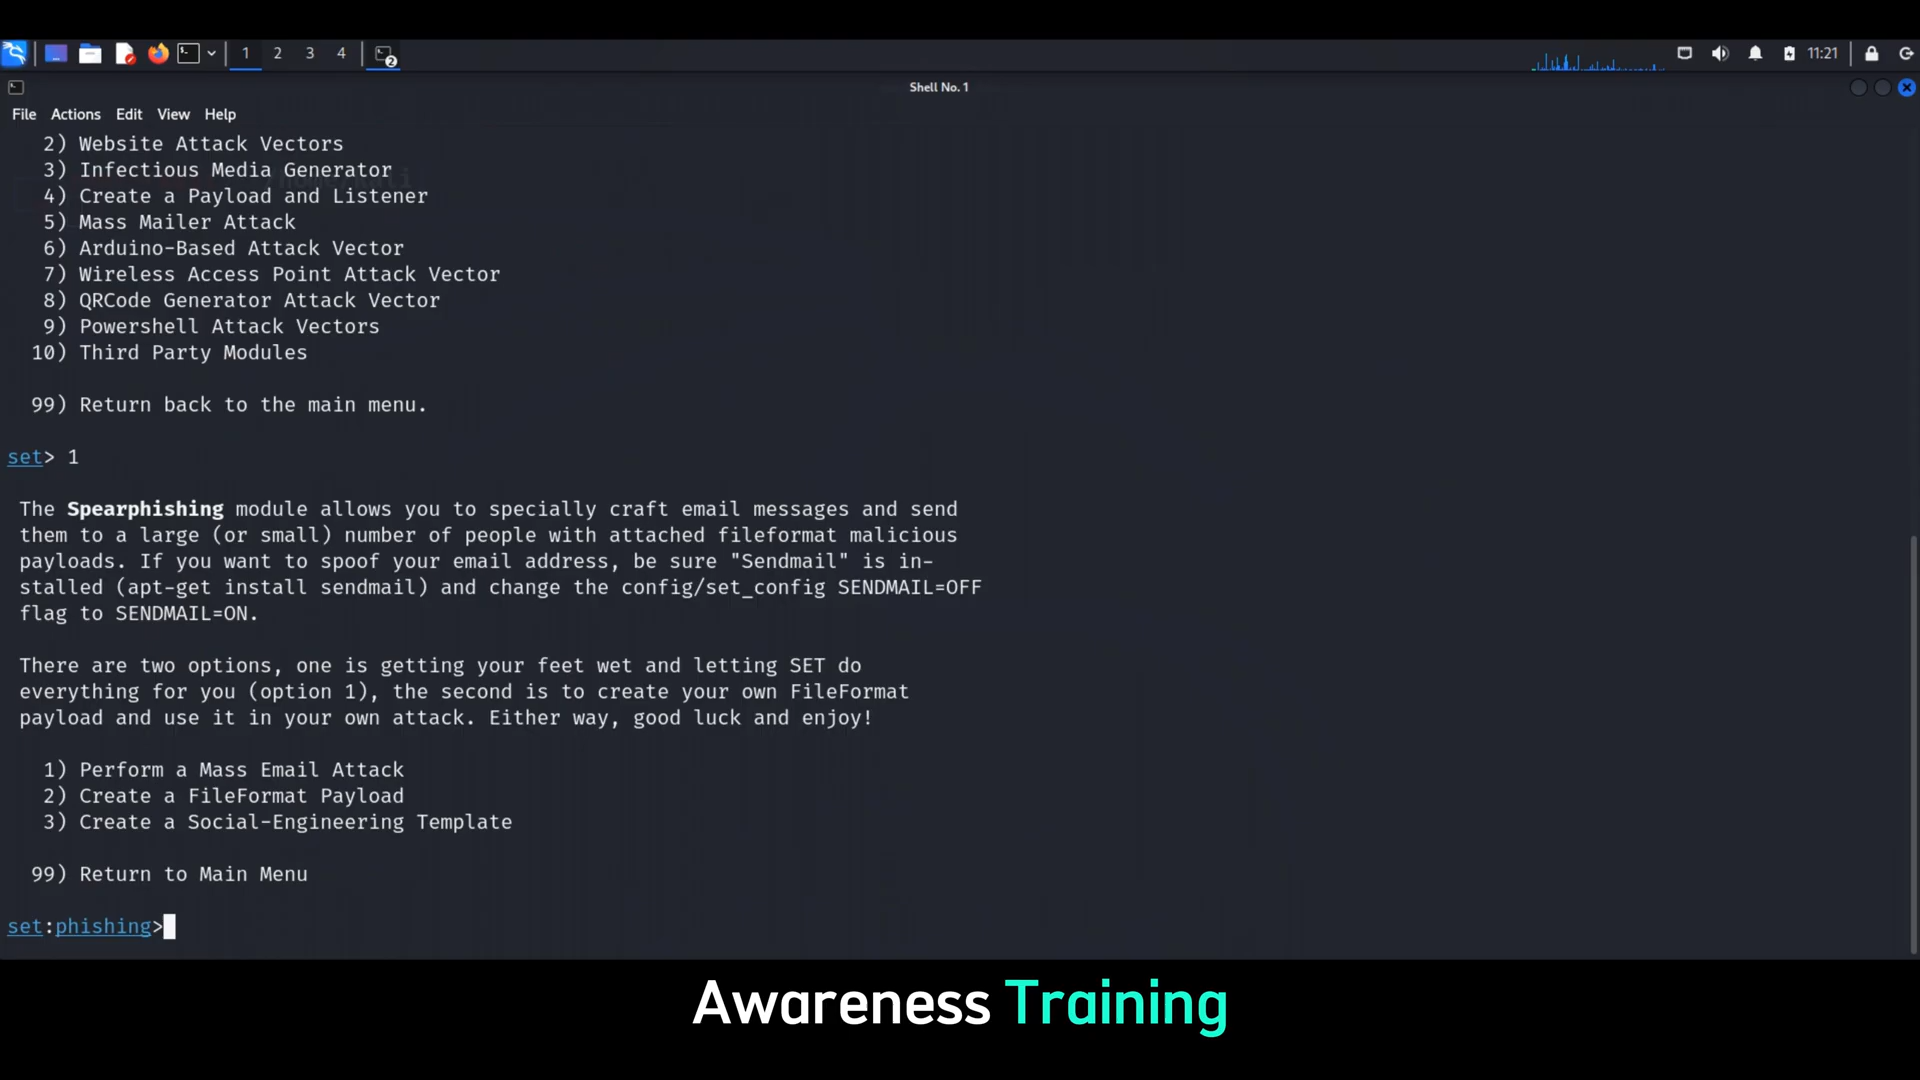 1 2 3 4 2 11:21
Shell No. 1
File Actions Edit View Help
2) Website Attack Vectors
3) Infectious Media Generator
4) Create a Payload and Listener
5) Mass Mailer Attack
6) Arduino-Based Attack Vector
7) Wireless Access Point Attack Vector
8) QRCode Generator Attack Vector
9) Powershell Attack Vectors
10) Third Party Modules
99) Return back to the main menu.
set> 1
The Spearphishing module allows you to specially craft email messages and send
them to a large (or small) number of people with attached fileformat malicious
payloads. If you want to spoof your email address, be sure "Sendmail" is in-
stalled (apt-get install sendmail) and change the config/set_config SENDMAIL=OFF
flag to SENDMAIL=ON.
There are two options, one is getting your feet wet and letting SET do
everything for you (option 1), the second is to create your own FileFormat
payload and use it in your own attack. Either way, good luck and enjoy!
1) Perform a Mass Email Attack
2) Create a FileFormat Payload
3) Create a Social-Engineering Template
99) Return to Main Menu
set:phishing>
Awareness Training